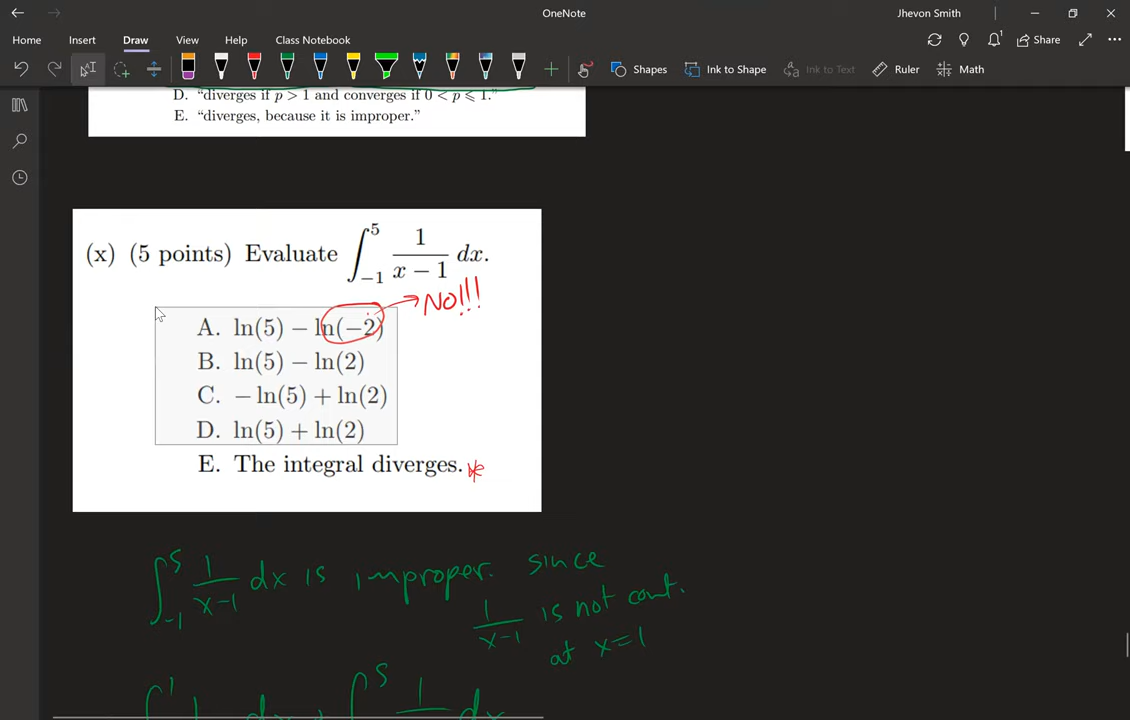 OneNote
Jhevon Smith
Home Insert Draw View Help Class Notebook
Share
Shapes Ink to Shape Ink to Text Ruler Math
D. “diverges if p > 1 and converges if 0 < p ⩽ 1.”
E. “diverges, because it is improper.”
(x) (5 points) Evaluate ∫_{-1}^{5} 1/(x − 1) dx.
NO!!!
A. ln(5) − ln(−2)
B. ln(5) − ln(2)
C. − ln(5) + ln(2)
D. ln(5) + ln(2)
E. The integral diverges. *
∫_{-1}^{5} 1/(x-1) dx is improper. since
1/(x-1) is not cont.
at x=1